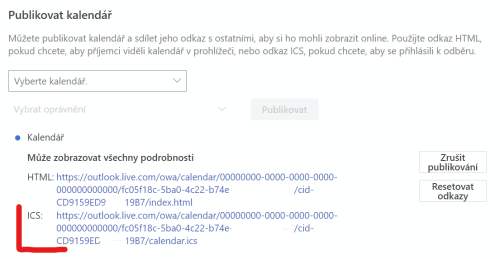 Publikovat kalendář
Můžete publikovat kalendář a sdílet jeho odkaz s ostatními, aby si ho mohli zobrazit online. Použijte odkaz HTML,
pokud chcete, aby příjemci viděli kalendář v prohlížeči, nebo odkaz ICS, pokud chcete, aby se přihlásili k odběru.
Vyberte kalendář.
Vybrat oprávnění
Publikovat
Kalendář
Může zobrazovat všechny podrobnosti
Zrušit
publikování
HTML: https://outlook.live.com/owa/calendar/00000000-0000-0000-0000-
000000000000/fc05f18c-5ba0-4c22-b74e /cid-
CD9159ED9 19B7/index.html
Resetovat
odkazy
ICS: https://outlook.live.com/owa/calendar/00000000-0000-0000-0000-
000000000000/fc05f18c-5ba0-4c22-b74e /cid-
CD9159ED 19B7/calendar.ics